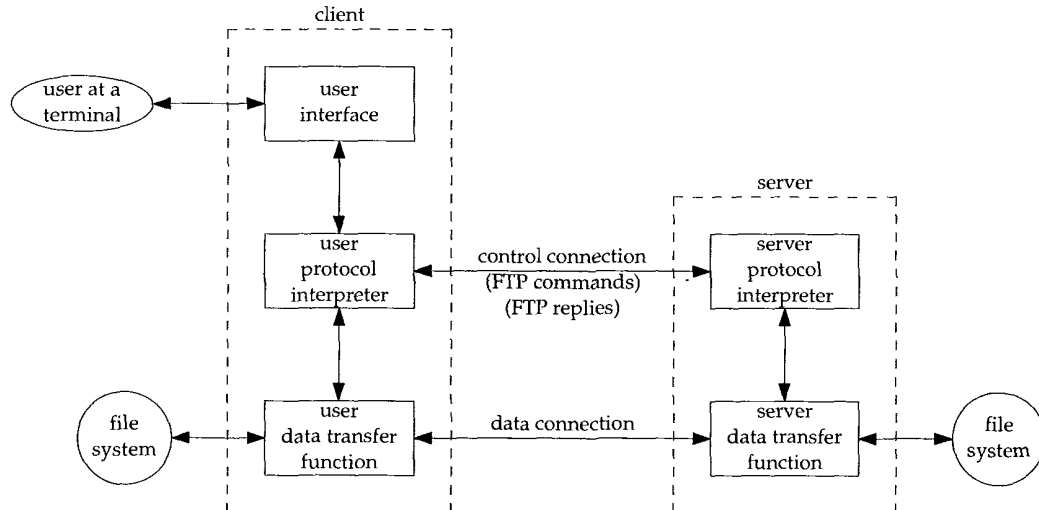 client
user at a
terminal
user
interface
server
user
protocol
interpreter
control connection
(FTP commands)
(FTP replies)
server
protocol
interpreter
file
system
user
data transfer
function
data connection
server
data transfer
function
file
system